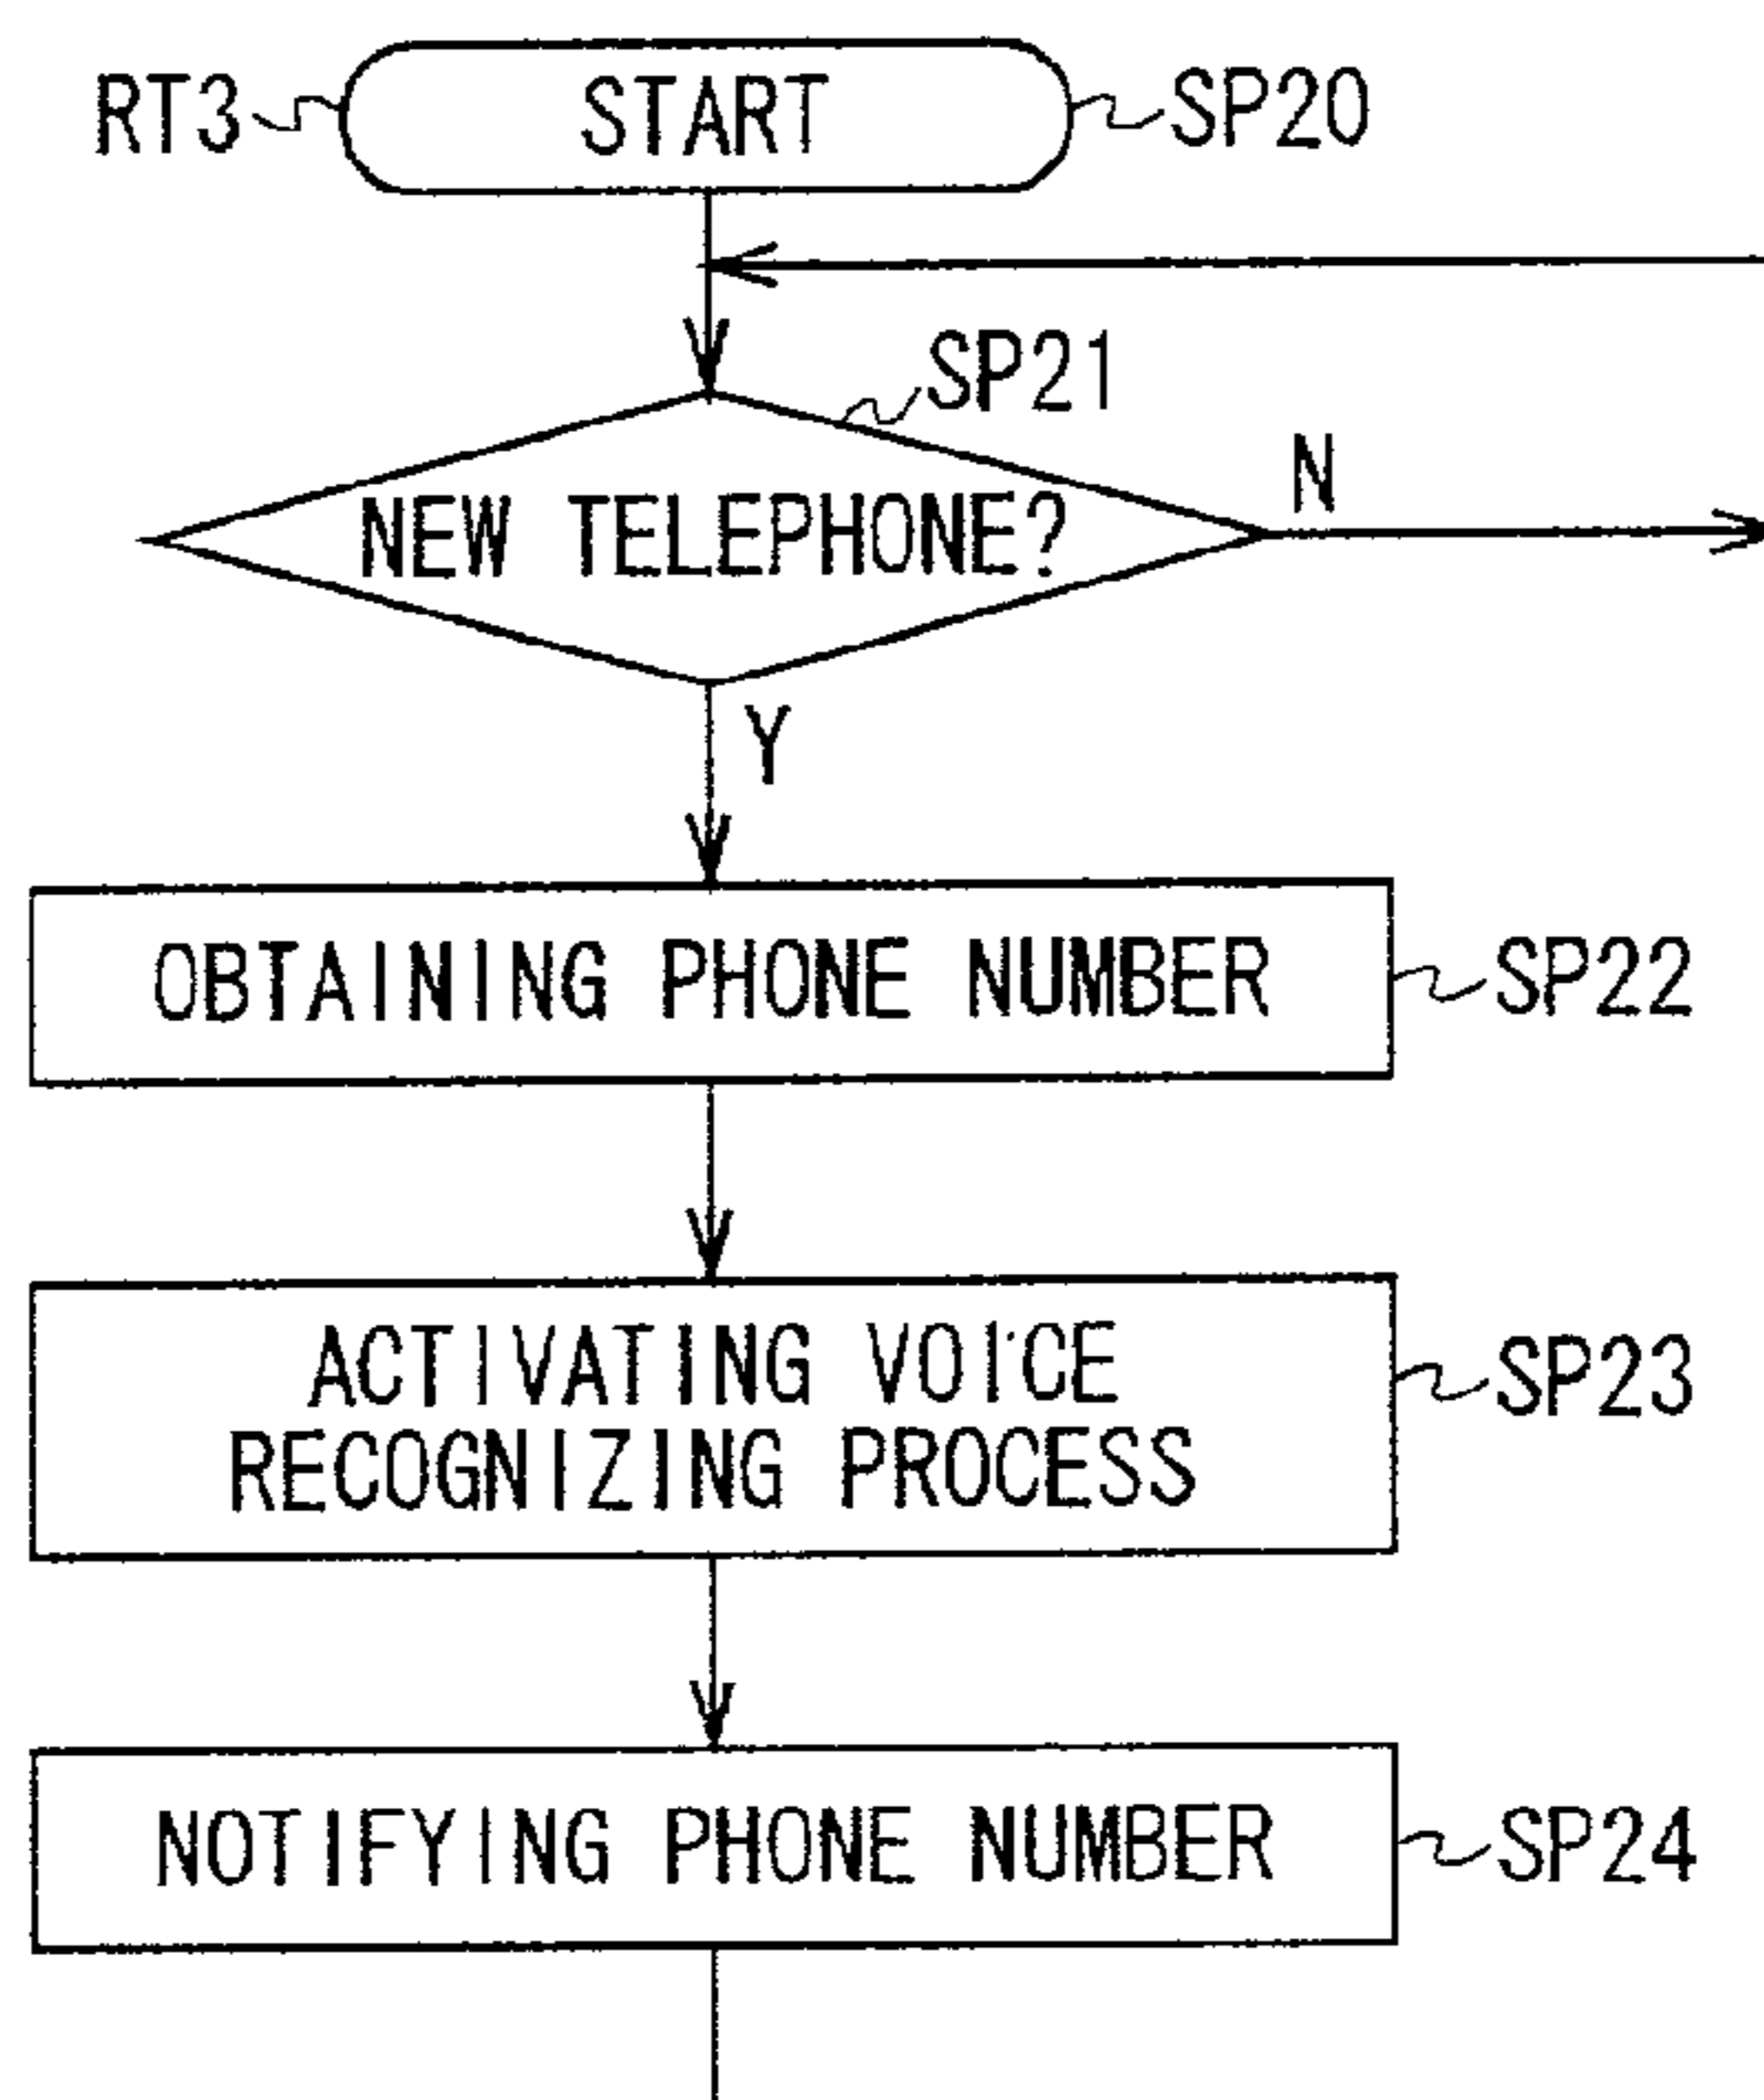 RT3 START SP20
SP21
N
NEW TELEPHONE?
Y
OBTAINING PHONE NUMBER SP22
ACTIVATING VOICE
RECOGNIZING PROCESS
SP23
NOTIFYING PHONE NUMBER SP24